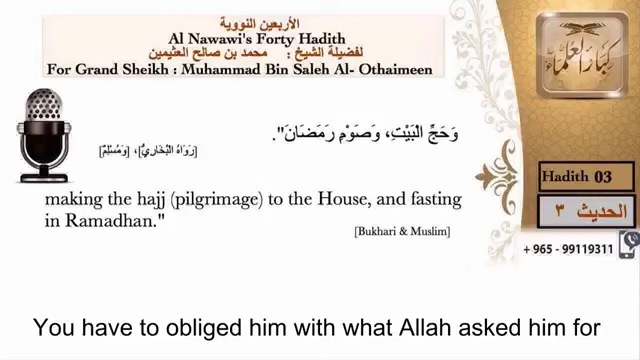 الأربعين النووية
Al Nawawi's Forty Hadith
لفضيلة الشيخ : محمد بن صالح العثيمين
For Grand Sheikh : Muhammad Bin Saleh Al- Othaimeen
كبار العلماء
وَحَجِّ الْبَيْتِ، وَصَوْمِ رَمَضَانَ".
[رَوَاهُ الْبُخَارِيُّ]، [وَمُسْلِمٌ]
making the hajj (pilgrimage) to the House, and fasting
in Ramadhan."
[Bukhari & Muslim]
Hadith 03
الحديث ٣
+ 965 - 99119311
You have to obliged him with what Allah asked him for